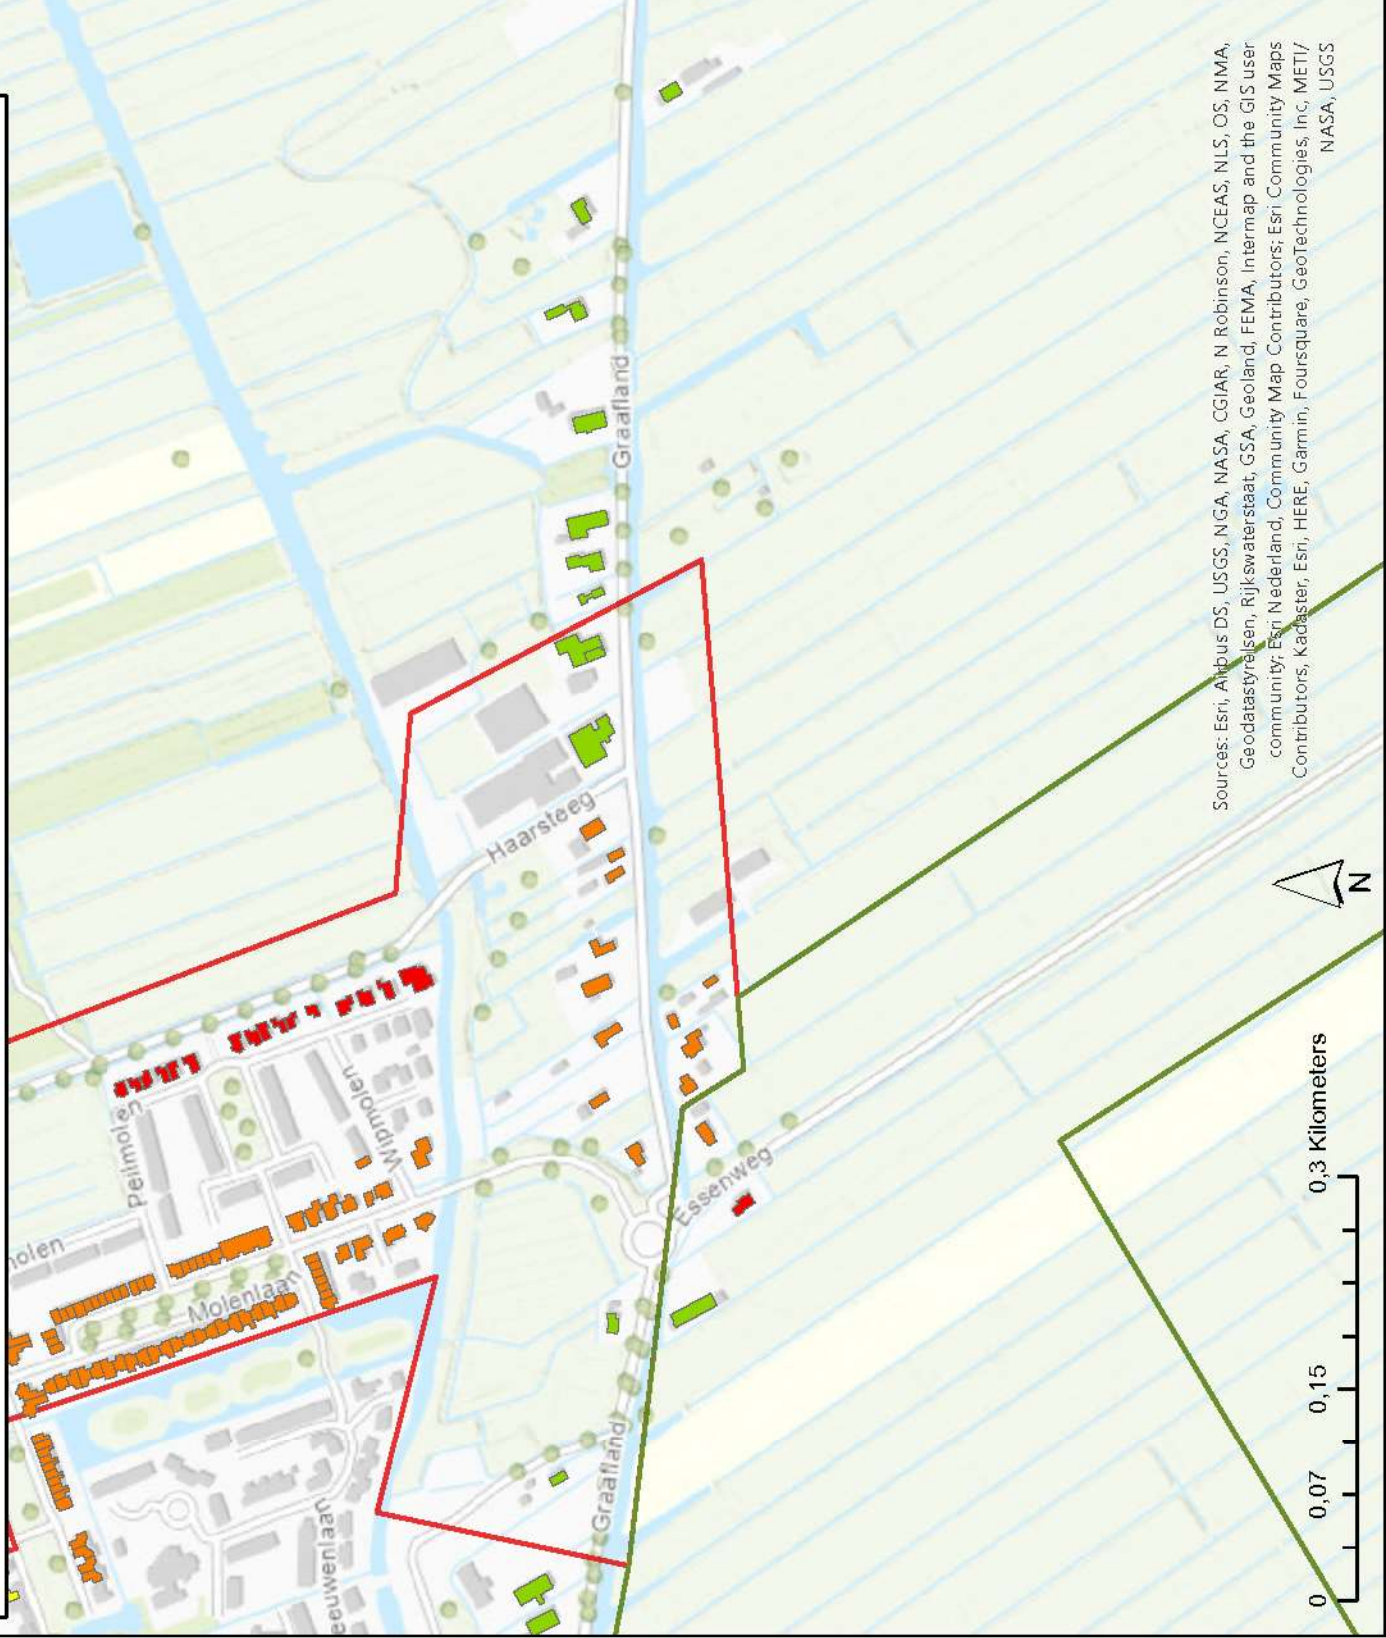 Graafland
Haarsteeg
Peilmolen
Wipmolen
molen
Molenlaan
Essenweg
Graafland
eeuwenlaan
Sources: Esri, Airbus DS, USGS, NGA, NASA, CGIAR, N Robinson, NCEAS, NLS, OS, NMA,
Geodatastyrelsen, Rijkswaterstaat, GSA, Geoland, FEMA, Intermap and the GIS user
community; Esri Nederland, Community Map Contributors; Esri Community Maps
Contributors, Kadaster, Esri, HERE, Garmin, Foursquare, GeoTechnologies, Inc, METI/
NASA, USGS
N
0 0,07 0,15 0,3 Kilometers